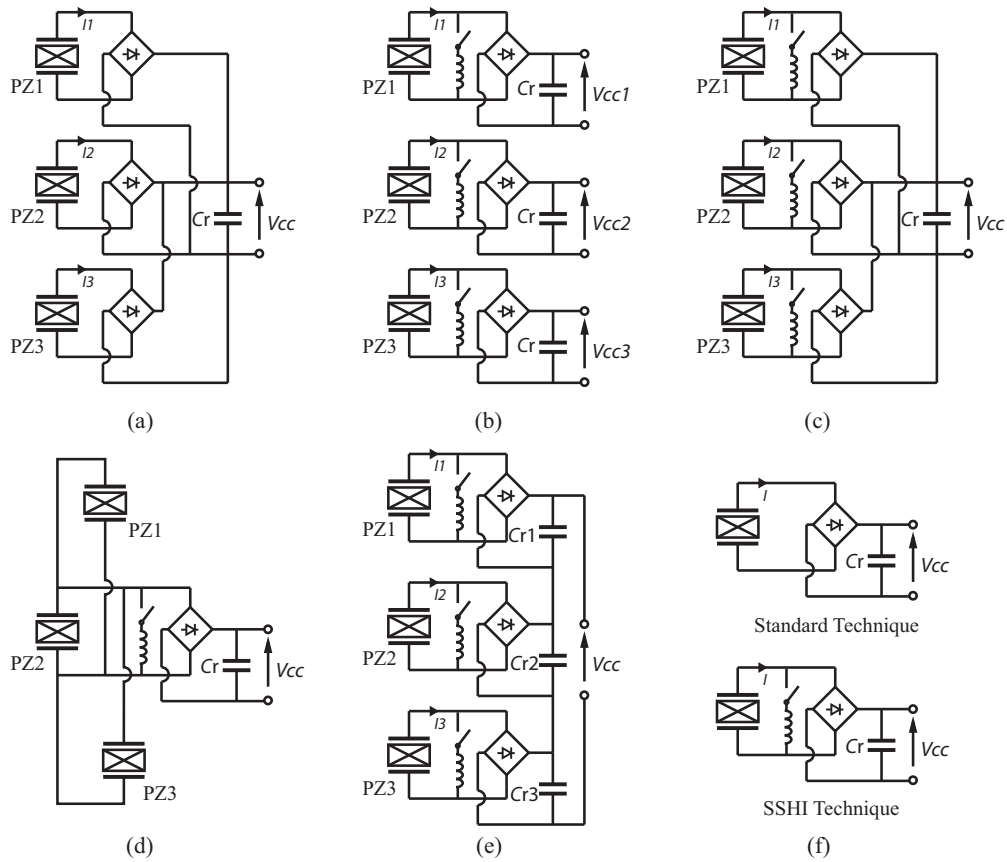 I1
PZ1
I2
PZ2
Cr
Vcc
I3
PZ3
(a)
I1
PZ1
Cr
Vcc1
I2
PZ2
Cr
Vcc2
I3
PZ3
Cr
Vcc3
(b)
I1
PZ1
I2
PZ2
Cr
Vcc
I3
PZ3
(c)
PZ1
PZ2
Cr
Vcc
PZ3
(d)
I1
PZ1
Cr1
I2
PZ2
Cr2
Vcc
I3
PZ3
Cr3
(e)
I
Cr
Vcc
Standard Technique
I
Cr
Vcc
SSHI Technique
(f)